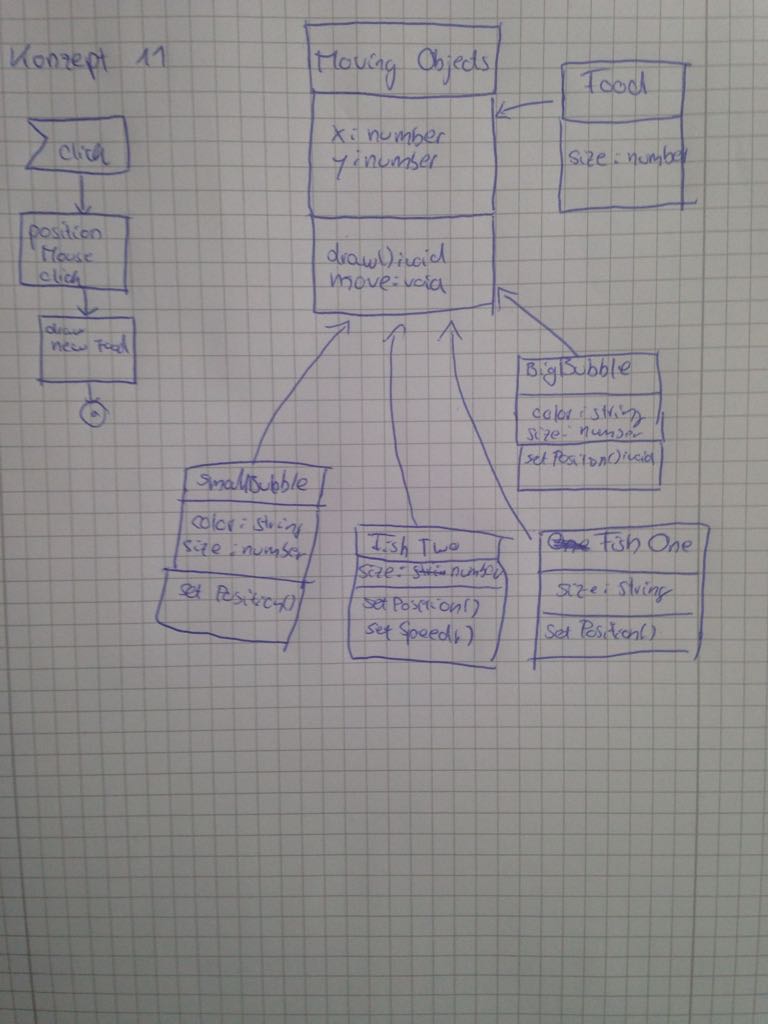 Konzept 11
click
position
Mouse
click
draw
new Food
Moving Objects
x: number
y: number
draw(): void
move: void
Food
size: number
BigBubble
color: string
size: number
set Positon(): void
smallBubble
color: string
size: number
set Position()
Fish Two
size: number
set Position()
set Speed()
Fish One
size: string
set Position()